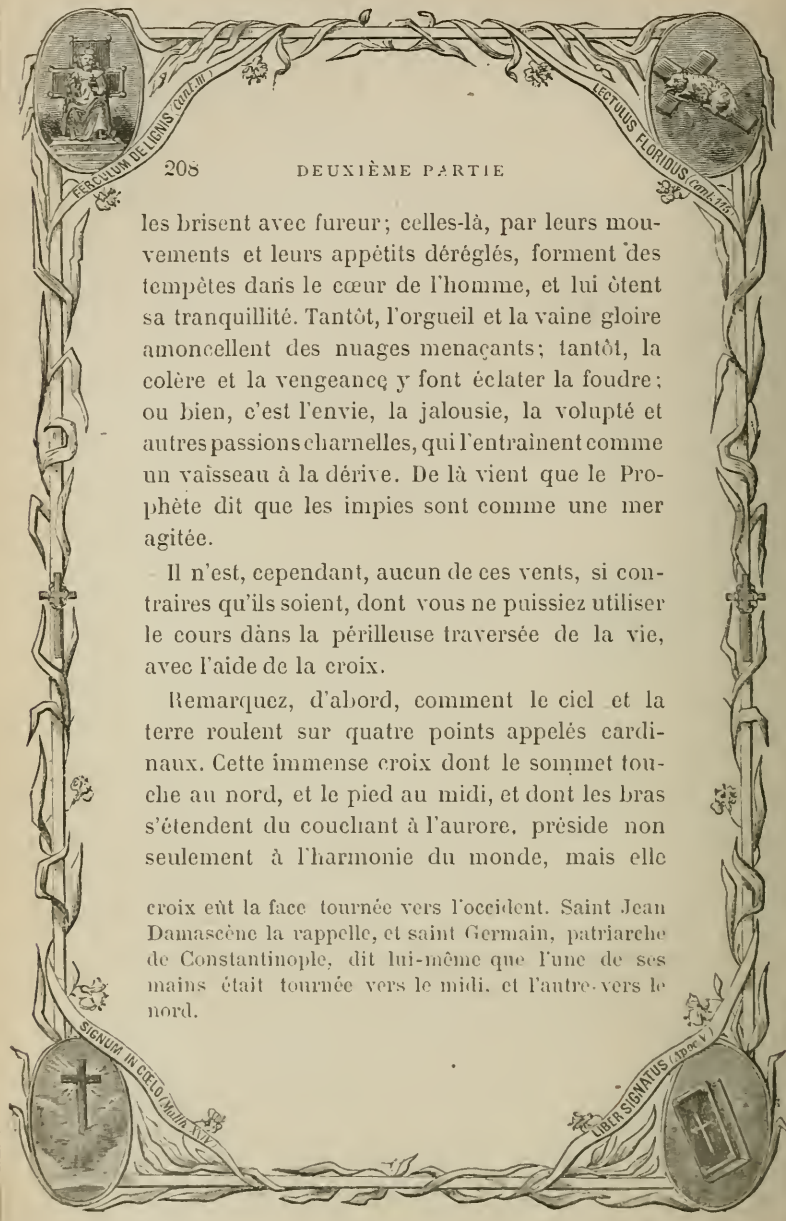 FERCULUM DE LIGNIS (Cant. III)
LECTULUS FLORIDUS (Cant. 115)
208 DEUXIÈME PARTIE
les brisent avec fureur; celles-là, par leurs mou-
vements et leurs appétits déréglés, forment des
tempêtes dans le cœur de l'homme, et lui ôtent
sa tranquillité. Tantôt, l'orgueil et la vaine gloire
amoncellent des nuages menaçants; tantôt, la
colère et la vengeance y font éclater la foudre;
ou bien, c'est l'envie, la jalousie, la volupté et
autres passions charnelles, qui l'entrainent comme
un vaisseau à la dérive. De là vient que le Pro-
phète dit que les impies sont comme une mer
agitée.
Il n'est, cependant, aucun de ces vents, si con-
traires qu'ils soient, dont vous ne puissiez utiliser
le cours dàns la périlleuse traversée de la vie,
avec l'aide de la croix.
Remarquez, d'abord, comment le ciel et la
terre roulent sur quatre points appelés cardi-
naux. Cette immense croix dont le sommet tou-
che au nord, et le pied au midi, et dont les bras
s'étendent du couchant à l'aurore, préside non
seulement à l'harmonie du monde, mais elle
croix eût la face tournée vers l'occident. Saint Jean
Damascène la rappelle, et saint Germain, patriarche
de Constantinople, dit lui-même que l'une de ses
mains était tournée vers le midi, et l'autre vers le
nord.
SIGNUM IN CŒLO (Matth. XXIV)
LIBER SIGNATUS (Apoc. V)